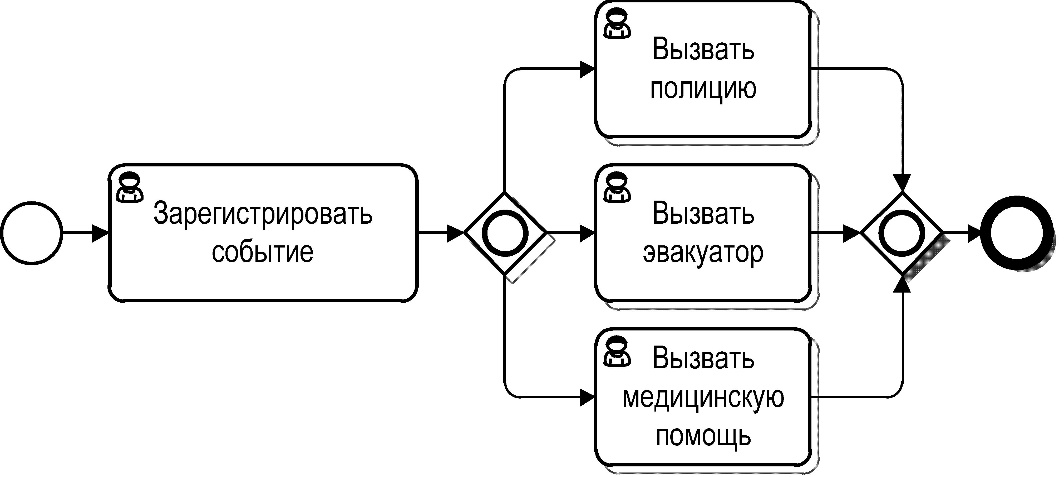 Зарегистрировать
событие
Вызвать
полицию
Вызвать
эвакуатор
Вызвать
медицинскую
помощь